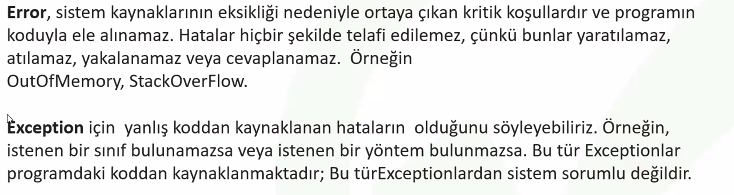 Error, sistem kaynaklarının eksikliği nedeniyle ortaya çıkan kritik koşullardır ve programın
koduyla ele alınamaz. Hatalar hiçbir şekilde telafi edilemez, çünkü bunlar yaratılamaz,
atılamaz, yakalanamaz veya cevaplanamaz.  Örneğin
OutOfMemory, StackOverFlow.
Exception için  yanlış koddan kaynaklanan hataların  olduğunu söyleyebiliriz. Örneğin,
istenen bir sınıf bulunamazsa veya istenen bir yöntem bulunmazsa. Bu tür Exceptionlar
programdaki koddan kaynaklanmaktadır; Bu türExceptionlardan sistem sorumlu değildir.